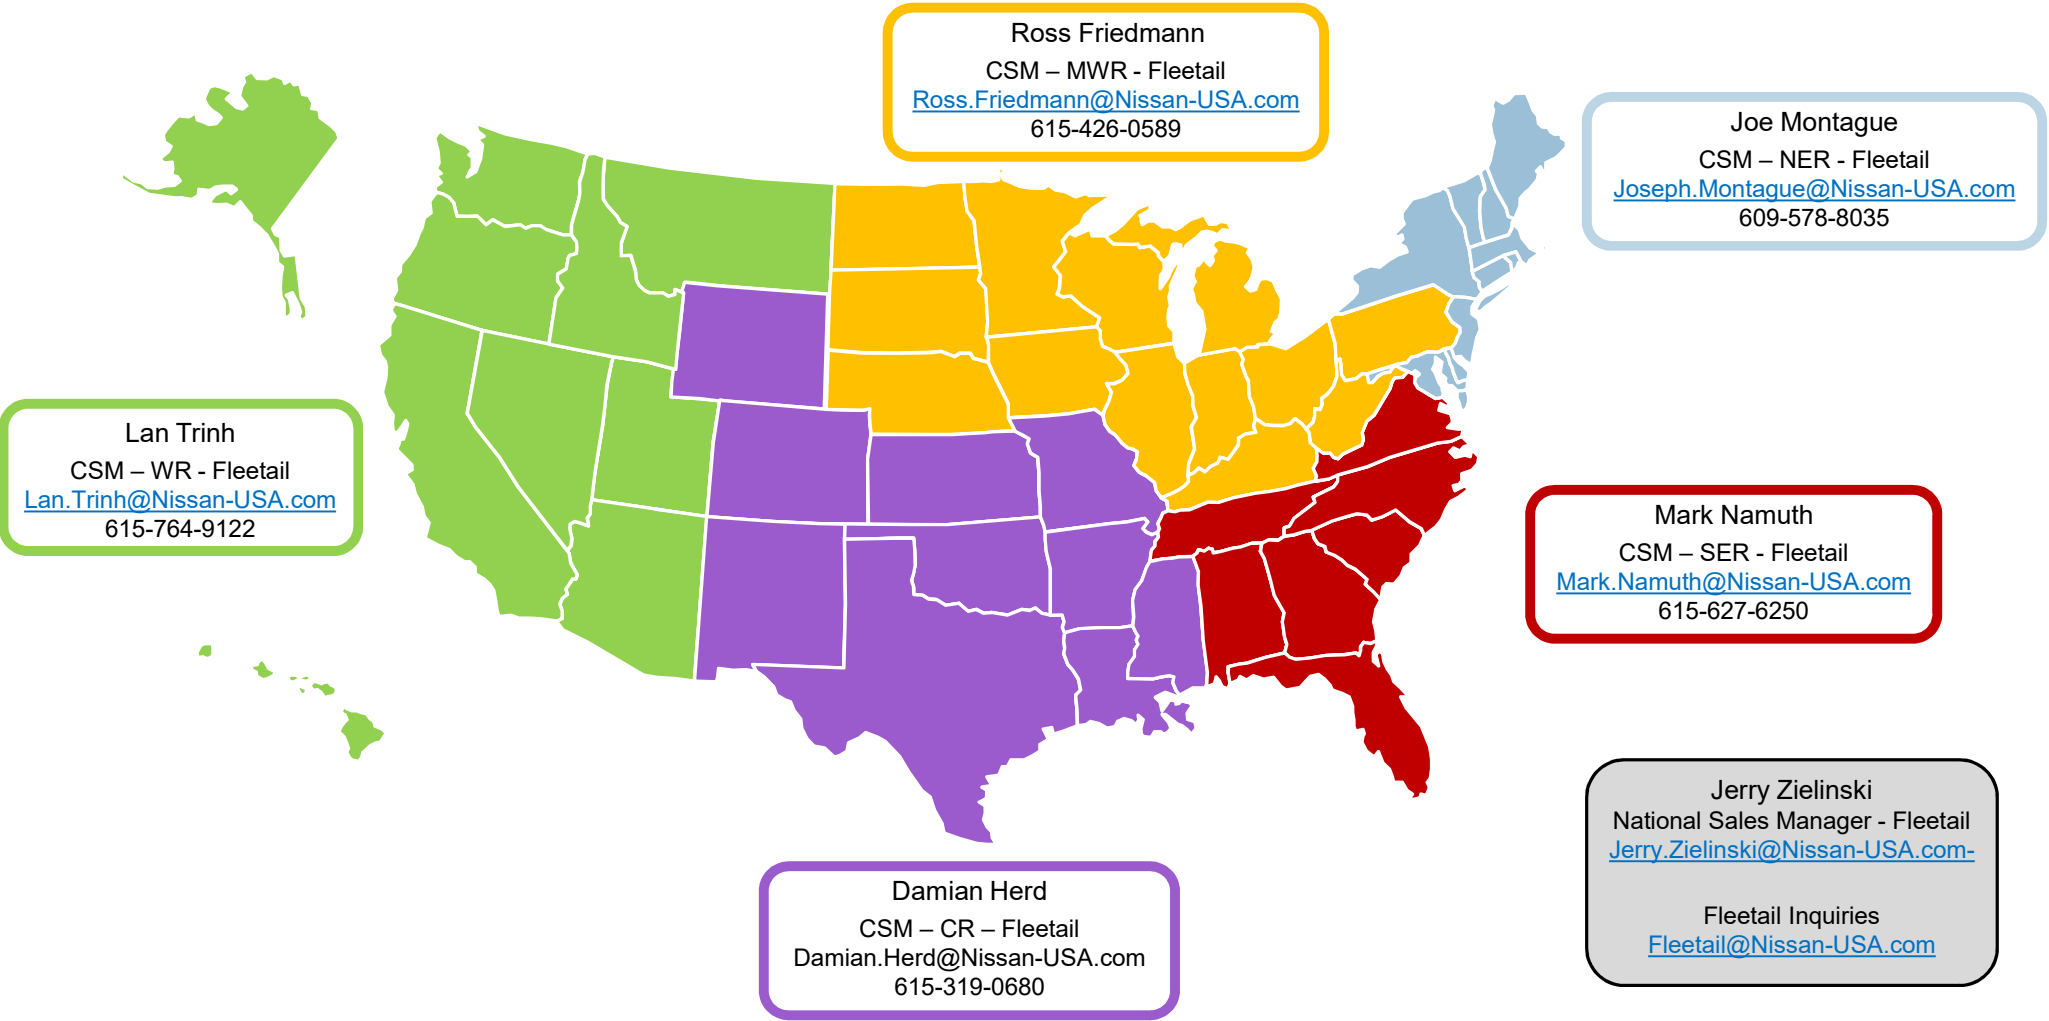 Ross Friedmann
CSM – MWR - Fleetail
Ross.Friedmann@Nissan-USA.com
615-426-0589
Joe Montague
CSM – NER - Fleetail
Joseph.Montague@Nissan-USA.com
609-578-8035
Lan Trinh
CSM – WR - Fleetail
Lan.Trinh@Nissan-USA.com
615-764-9122
Mark Namuth
CSM – SER - Fleetail
Mark.Namuth@Nissan-USA.com
615-627-6250
Jerry Zielinski
National Sales Manager - Fleetail
Jerry.Zielinski@Nissan-USA.com-
Fleetail Inquiries
Fleetail@Nissan-USA.com
Damian Herd
CSM – CR – Fleetail
Damian.Herd@Nissan-USA.com
615-319-0680